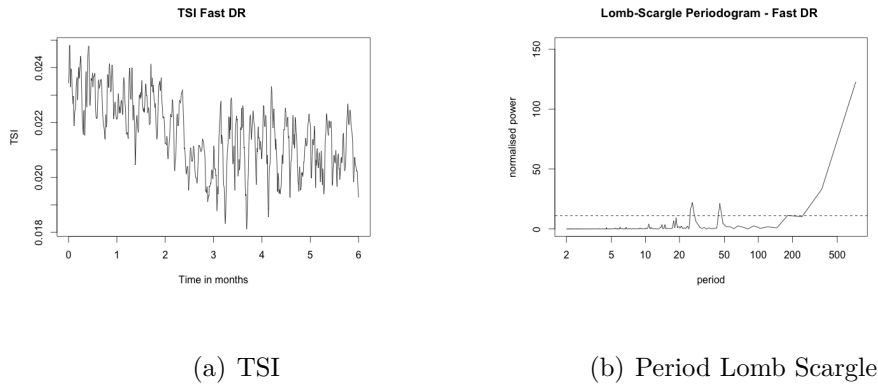 TSI Fast DR
TSI
0.018 0.020 0.022 0.024
0 1 2 3 4 5 6
Time in months
(a) TSI
Lomb-Scargle Periodogram - Fast DR
normalised power
0 50 100 150
2 5 10 20 50 100 200 500
period
(b) Period Lomb Scargle